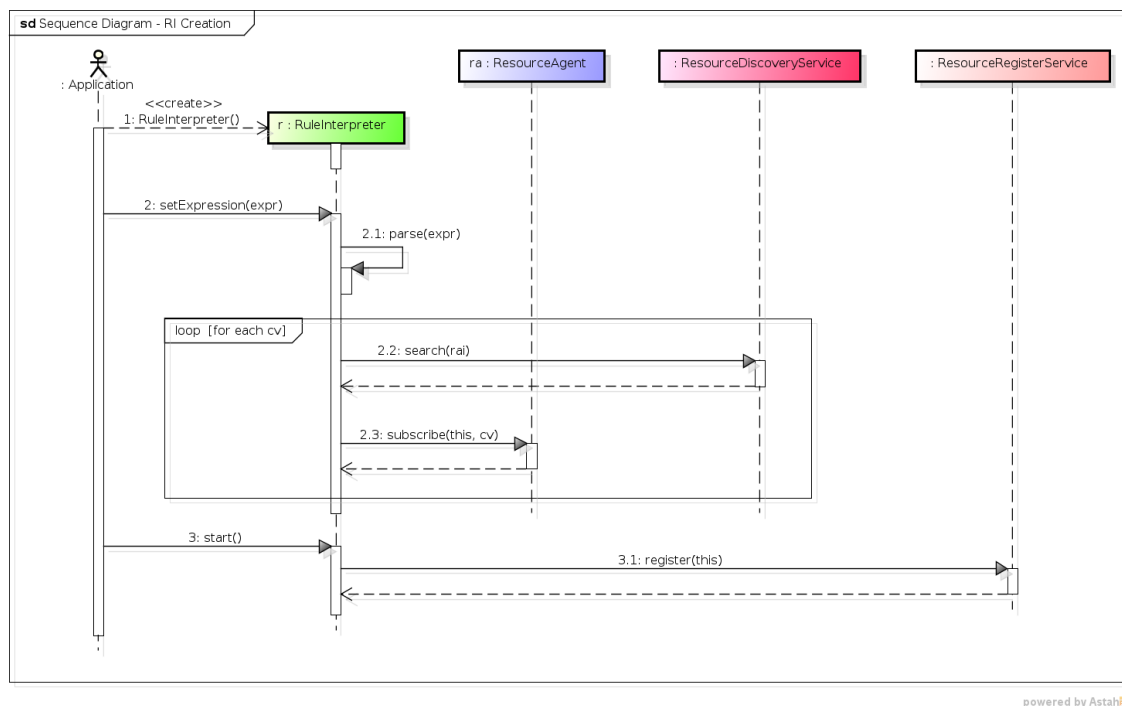 sd Sequence Diagram - RI Creation
: Application
ra : ResourceAgent
: ResourceDiscoveryService
: ResourceRegisterService
<<create>>
1: RuleInterpreter()
r : RuleInterpreter
2: setExpression(expr)
2.1: parse(expr)
loop [for each cv]
2.2: search(rai)
2.3: subscribe(this, cv)
3: start()
3.1: register(this)
powered by Astah